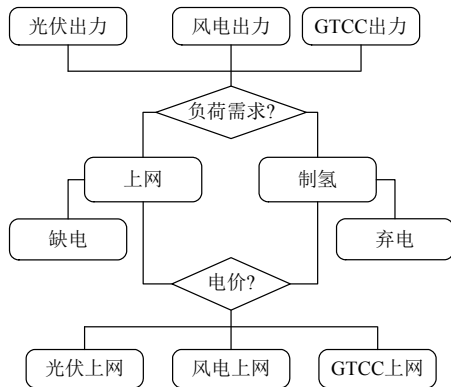 光伏出力
风电出力
GTCC出力
负荷需求?
上网
制氢
缺电
弃电
电价?
光伏上网
风电上网
GTCC上网